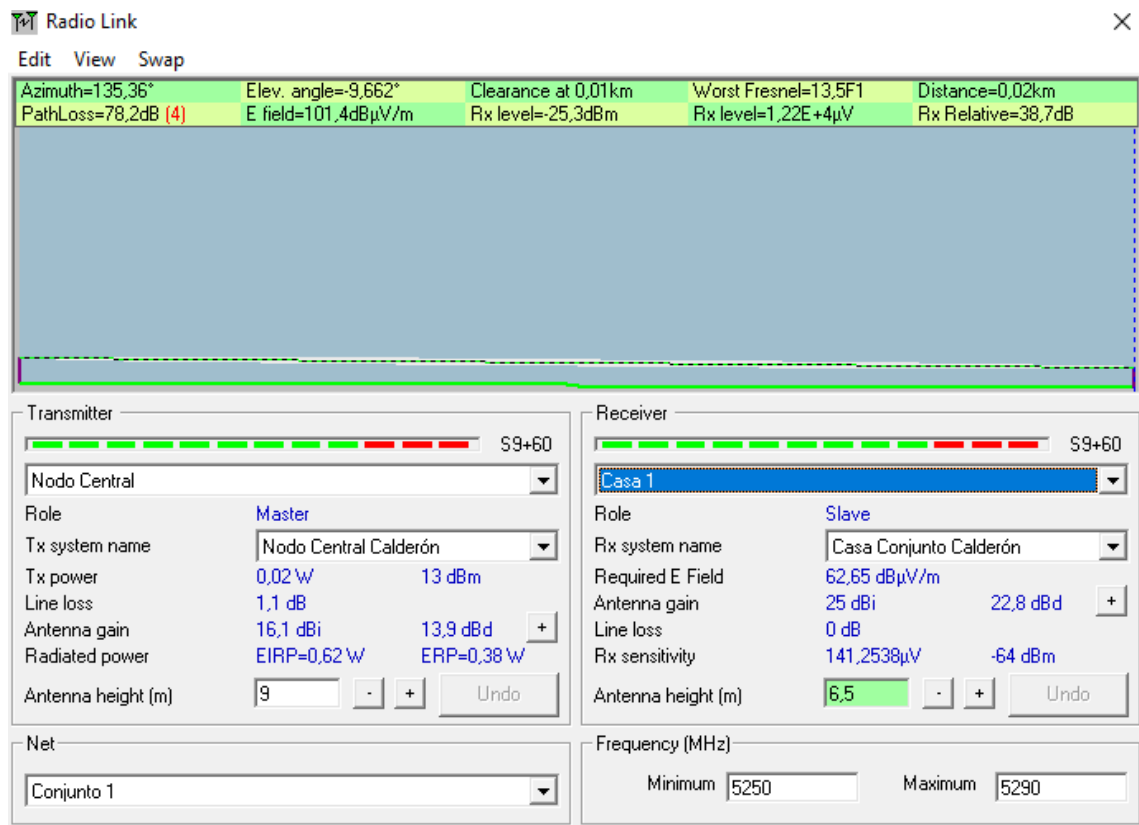 Radio Link
Edit View Swap
Azimuth=135,36° Elev. angle=-9,662° Clearance at 0,01km Worst Fresnel=13,5F1 Distance=0,02km
PathLoss=78,2dB (4) E field=101,4dBµV/m Rx level=-25,3dBm Rx level=1,22E+4µV Rx Relative=38,7dB
Transmitter
S9+60
Nodo Central
Role Master
Tx system name Nodo Central Calderón
Tx power 0,02 W 13 dBm
Line loss 1,1 dB
Antenna gain 16,1 dBi 13,9 dBd +
Radiated power EIRP=0,62 W ERP=0,38 W
Antenna height (m) 9 - + Undo
Receiver
S9+60
Casa 1
Role Slave
Rx system name Casa Conjunto Calderón
Required E Field 62,65 dBµV/m
Antenna gain 25 dBi 22,8 dBd +
Line loss 0 dB
Rx sensitivity 141,2538µV -64 dBm
Antenna height (m) 6,5 - + Undo
Net
Conjunto 1
Frequency (MHz)
Minimum 5250 Maximum 5290